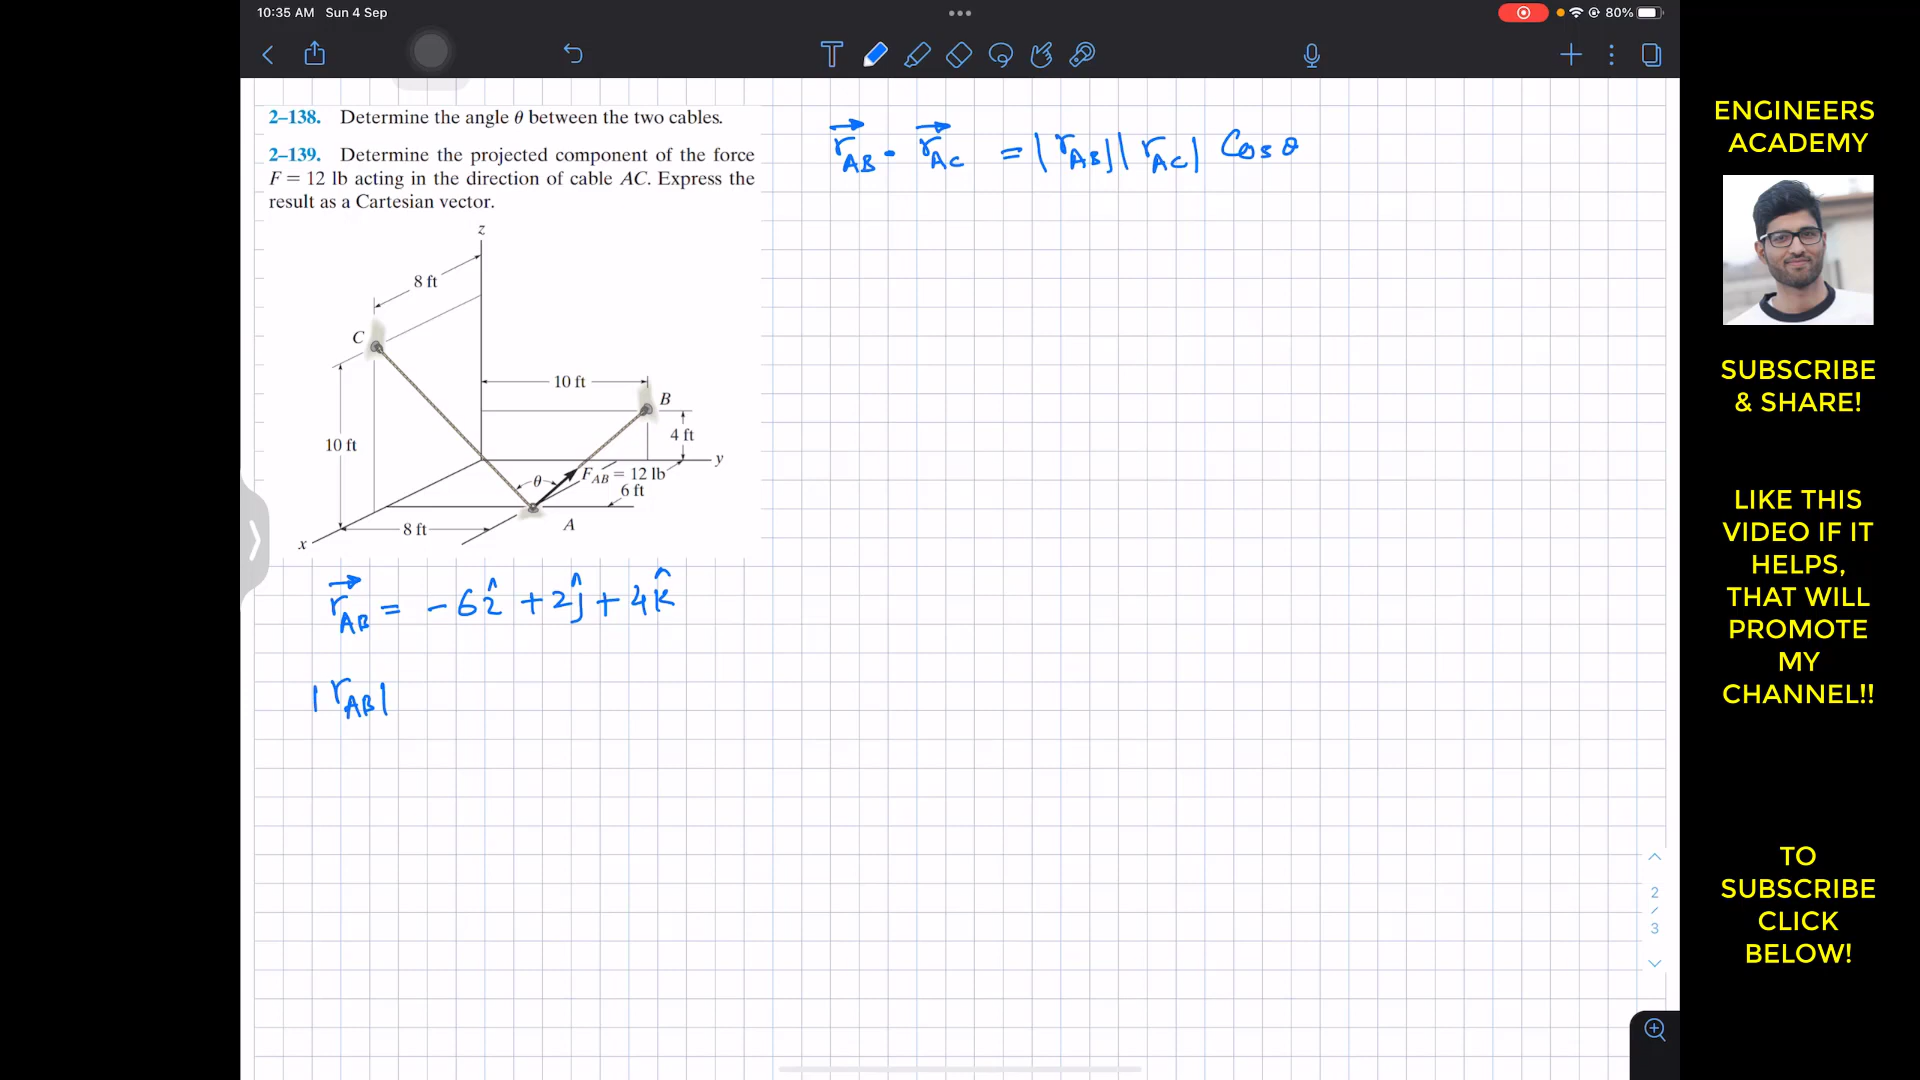 10:35 AM Sun 4 Sep
80%
2–138. Determine the angle θ between the two cables.
2–139. Determine the projected component of the force
F = 12 lb acting in the direction of cable AC. Express the
result as a Cartesian vector.
z
8 ft
C
10 ft
B
4 ft
10 ft
y
θ
F_AB = 12 lb
6 ft
8 ft
A
x
r⃗_AB · r⃗_AC = |r_AB||r_AC| Cos θ
r⃗_AB = -6î + 2ĵ + 4k̂
|r_AB|
2
/
3
ENGINEERS
ACADEMY
SUBSCRIBE
& SHARE!
LIKE THIS
VIDEO IF IT
HELPS,
THAT WILL
PROMOTE
MY
CHANNEL!!
TO
SUBSCRIBE
CLICK
BELOW!